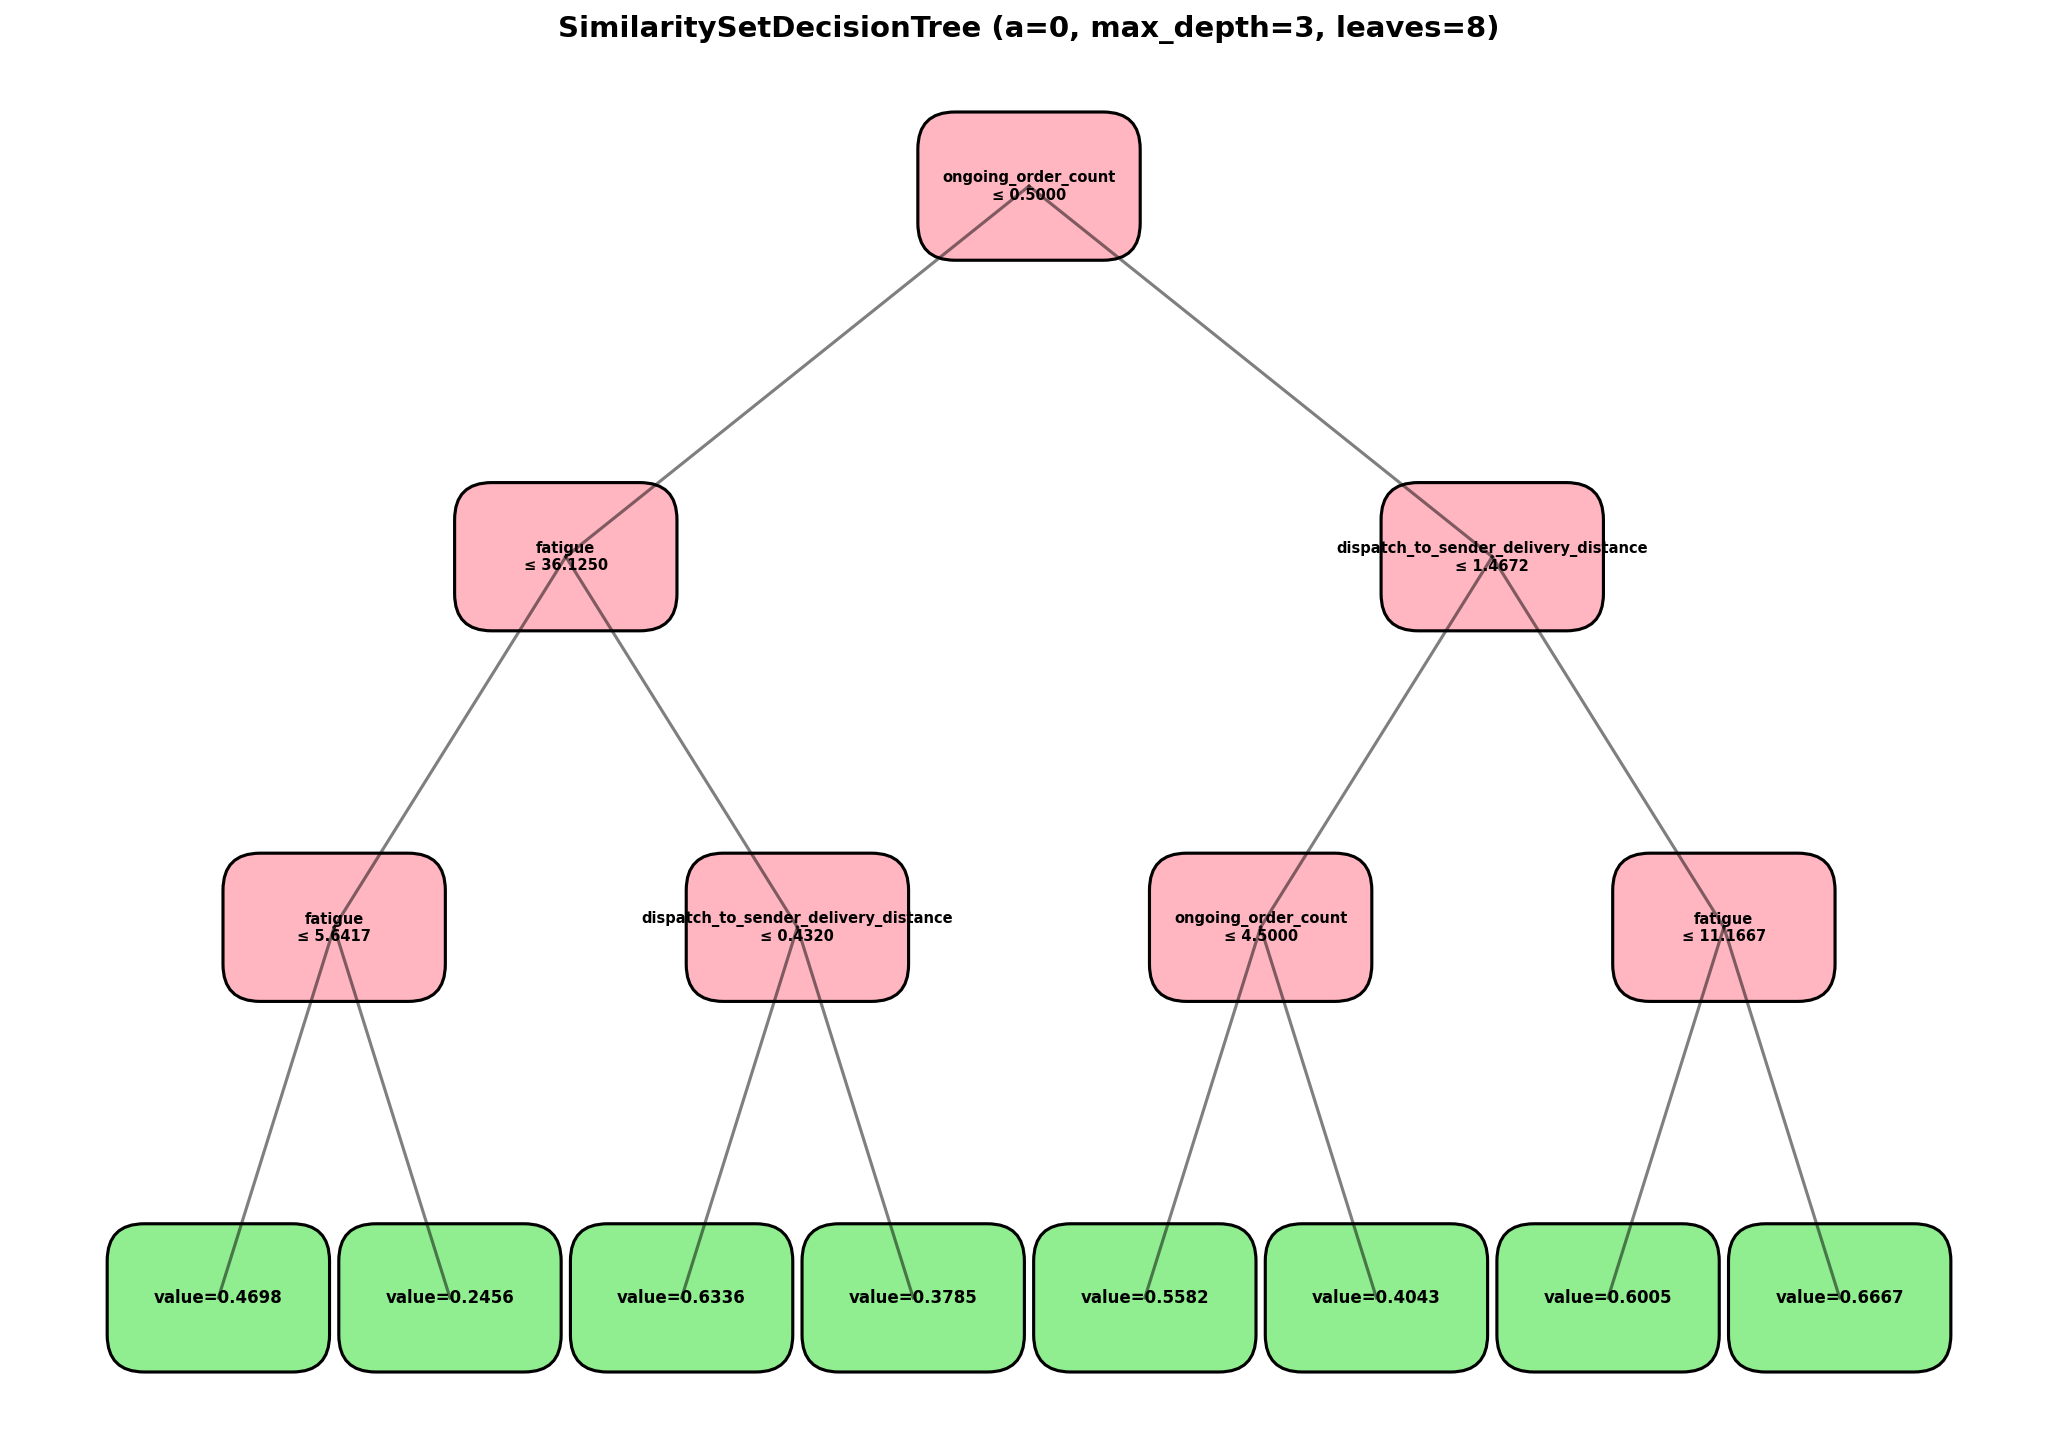 SimilaritySetDecisionTree (a=0, max_depth=3, leaves=8)
ongoing_order_count
≤ 0.5000
fatigue
≤ 36.1250
dispatch_to_sender_delivery_distance
≤ 1.4672
fatigue
≤ 5.6417
dispatch_to_sender_delivery_distance
≤ 0.4320
ongoing_order_count
≤ 4.5000
fatigue
≤ 11.1667
value=0.4698
value=0.2456
value=0.6336
value=0.3785
value=0.5582
value=0.4043
value=0.6005
value=0.6667